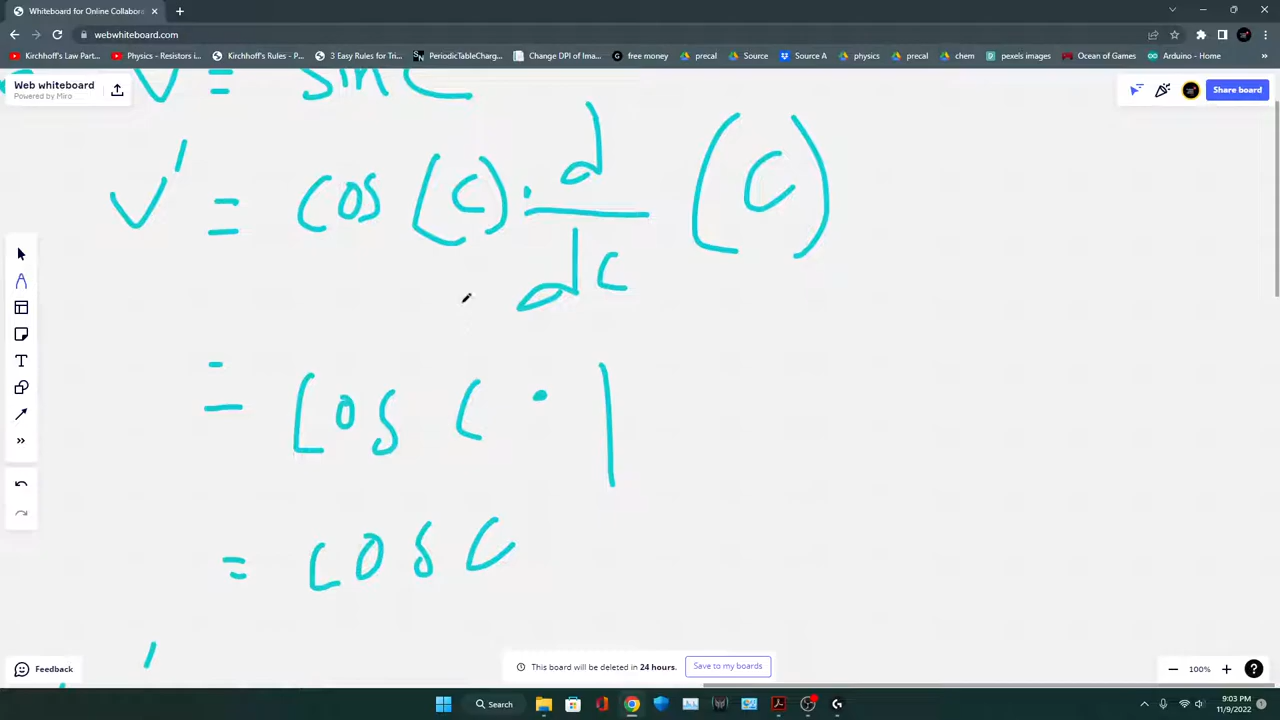 Whiteboard for Online Collabora
webwhiteboard.com
Kirchhoff's Law Part...
Physics - Resistors i...
Kirchhoff's Rules - P...
3 Easy Rules for Tri...
PeriodicTableCharg...
Change DPI of Ima...
free money
precal
Source
Source A
physics
precal
chem
pexels images
Ocean of Games
Arduino - Home
Web whiteboard
Powered by Miro
Share board
V = sin C
V' = cos (c) · d/dc (c)
= cos c · 1
= cos c
Feedback
This board will be deleted in 24 hours.
Save to my boards
100%
Search
9:03 PM
11/9/2022